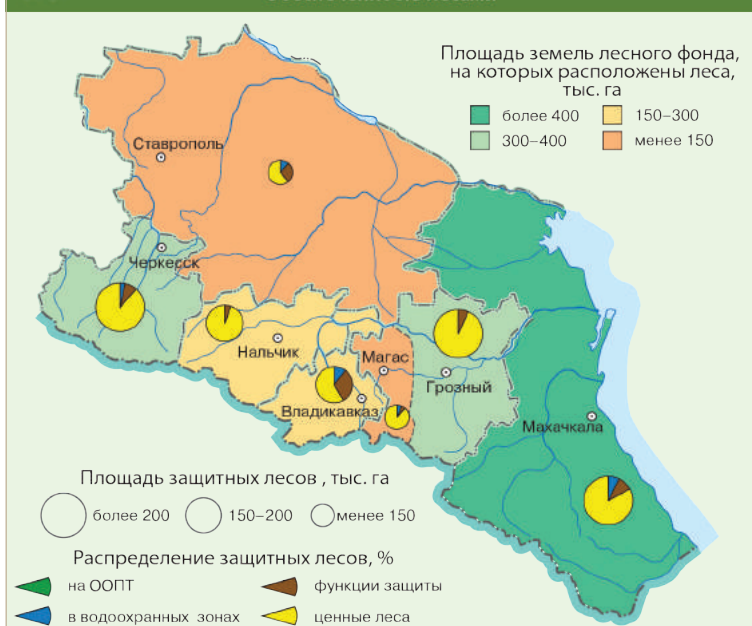 Площадь земель лесного фонда,
на которых расположены леса,
тыс. га
более 400
150–300
300–400
менее 150
Ставрополь
Черкесск
Нальчик
Магас
Грозный
Владикавказ
Махачкала
Площадь защитных лесов , тыс. га
более 200
150–200
менее 150
Распределение защитных лесов, %
на ООПТ
функции защиты
в водоохранных зонах
ценные леса